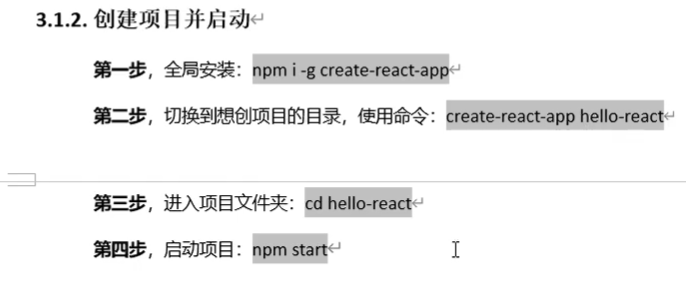 3.1.2. 创建项目并启动
第一步，全局安装：npm i -g create-react-app
第二步，切换到想创项目的目录，使用命令：create-react-app hello-react
第三步，进入项目文件夹：cd hello-react
第四步，启动项目：npm start